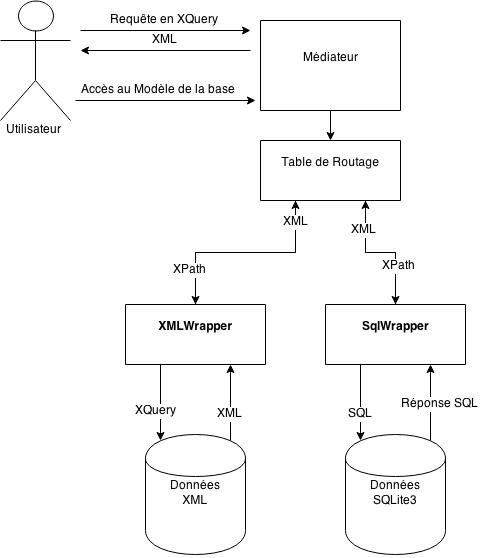 Requête en XQuery
XML
Médiateur
Accès au Modèle de la base
Utilisateur
Table de Routage
XML
XML
XPath
XPath
XMLWrapper
SqlWrapper
XQuery
XML
SQL
Réponse SQL
Données
XML
Données
SQLite3